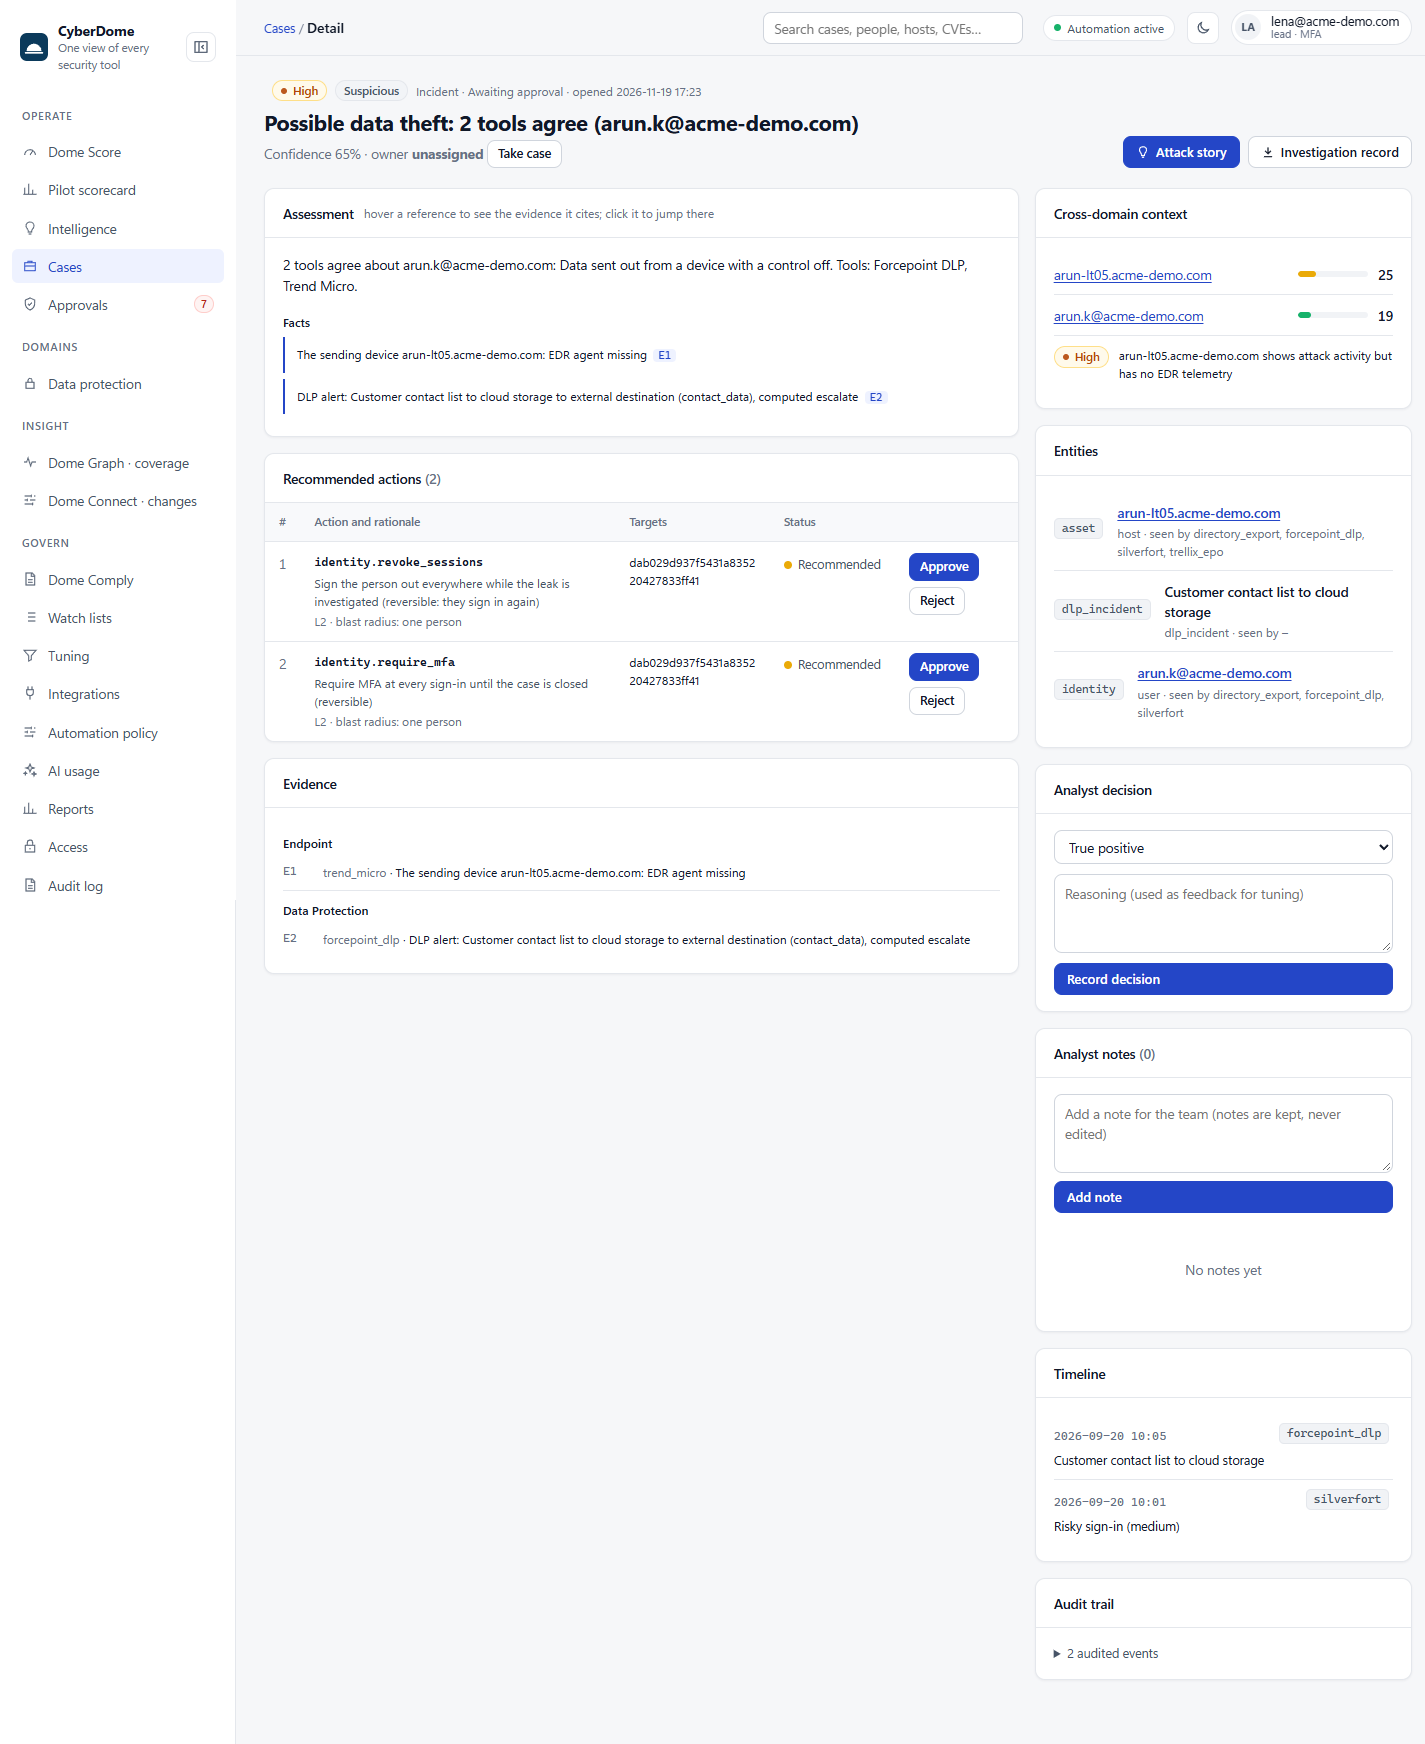 CyberDome
One view of every
security tool
OPERATE
Dome Score
Pilot scorecard
Intelligence
Cases
Approvals
7
DOMAINS
Data protection
INSIGHT
Dome Graph · coverage
Dome Connect · changes
GOVERN
Dome Comply
Watch lists
Tuning
Integrations
Automation policy
AI usage
Reports
Access
Audit log
Cases / Detail
Search cases, people, hosts, CVEs...
Automation active
LA
lena@acme-demo.com
lead · MFA
High
Suspicious
Incident · Awaiting approval · opened 2026-11-19 17:23
Possible data theft: 2 tools agree (arun.k@acme-demo.com)
Confidence 65% · owner unassigned
Take case
Attack story
Investigation record
Assessment
hover a reference to see the evidence it cites; click it to jump there
2 tools agree about arun.k@acme-demo.com: Data sent out from a device with a control off. Tools: Forcepoint DLP,
Trend Micro.
Facts
The sending device arun-lt05.acme-demo.com: EDR agent missing E1
DLP alert: Customer contact list to cloud storage to external destination (contact_data), computed escalate E2
Recommended actions (2)
# Action and rationale Targets Status
1
identity.revoke_sessions
Sign the person out everywhere while the leak is
investigated (reversible: they sign in again)
L2 · blast radius: one person
dab029d937f5431a8352
20427833ff41
Recommended
Approve
Reject
2
identity.require_mfa
Require MFA at every sign-in until the case is closed
(reversible)
L2 · blast radius: one person
dab029d937f5431a8352
20427833ff41
Recommended
Approve
Reject
Evidence
Endpoint
E1 trend_micro · The sending device arun-lt05.acme-demo.com: EDR agent missing
Data Protection
E2 forcepoint_dlp · DLP alert: Customer contact list to cloud storage to external destination (contact_data), computed escalate
Cross-domain context
arun-lt05.acme-demo.com 25
arun.k@acme-demo.com 19
High
arun-lt05.acme-demo.com shows attack activity but
has no EDR telemetry
Entities
asset
arun-lt05.acme-demo.com
host · seen by directory_export, forcepoint_dlp,
silverfort, trellix_epo
dlp_incident
Customer contact list to cloud
storage
dlp_incident · seen by –
identity
arun.k@acme-demo.com
user · seen by directory_export, forcepoint_dlp,
silverfort
Analyst decision
True positive
Reasoning (used as feedback for tuning)
Record decision
Analyst notes (0)
Add a note for the team (notes are kept, never
edited)
Add note
No notes yet
Timeline
2026-09-20 10:05 forcepoint_dlp
Customer contact list to cloud storage
2026-09-20 10:01 silverfort
Risky sign-in (medium)
Audit trail
2 audited events